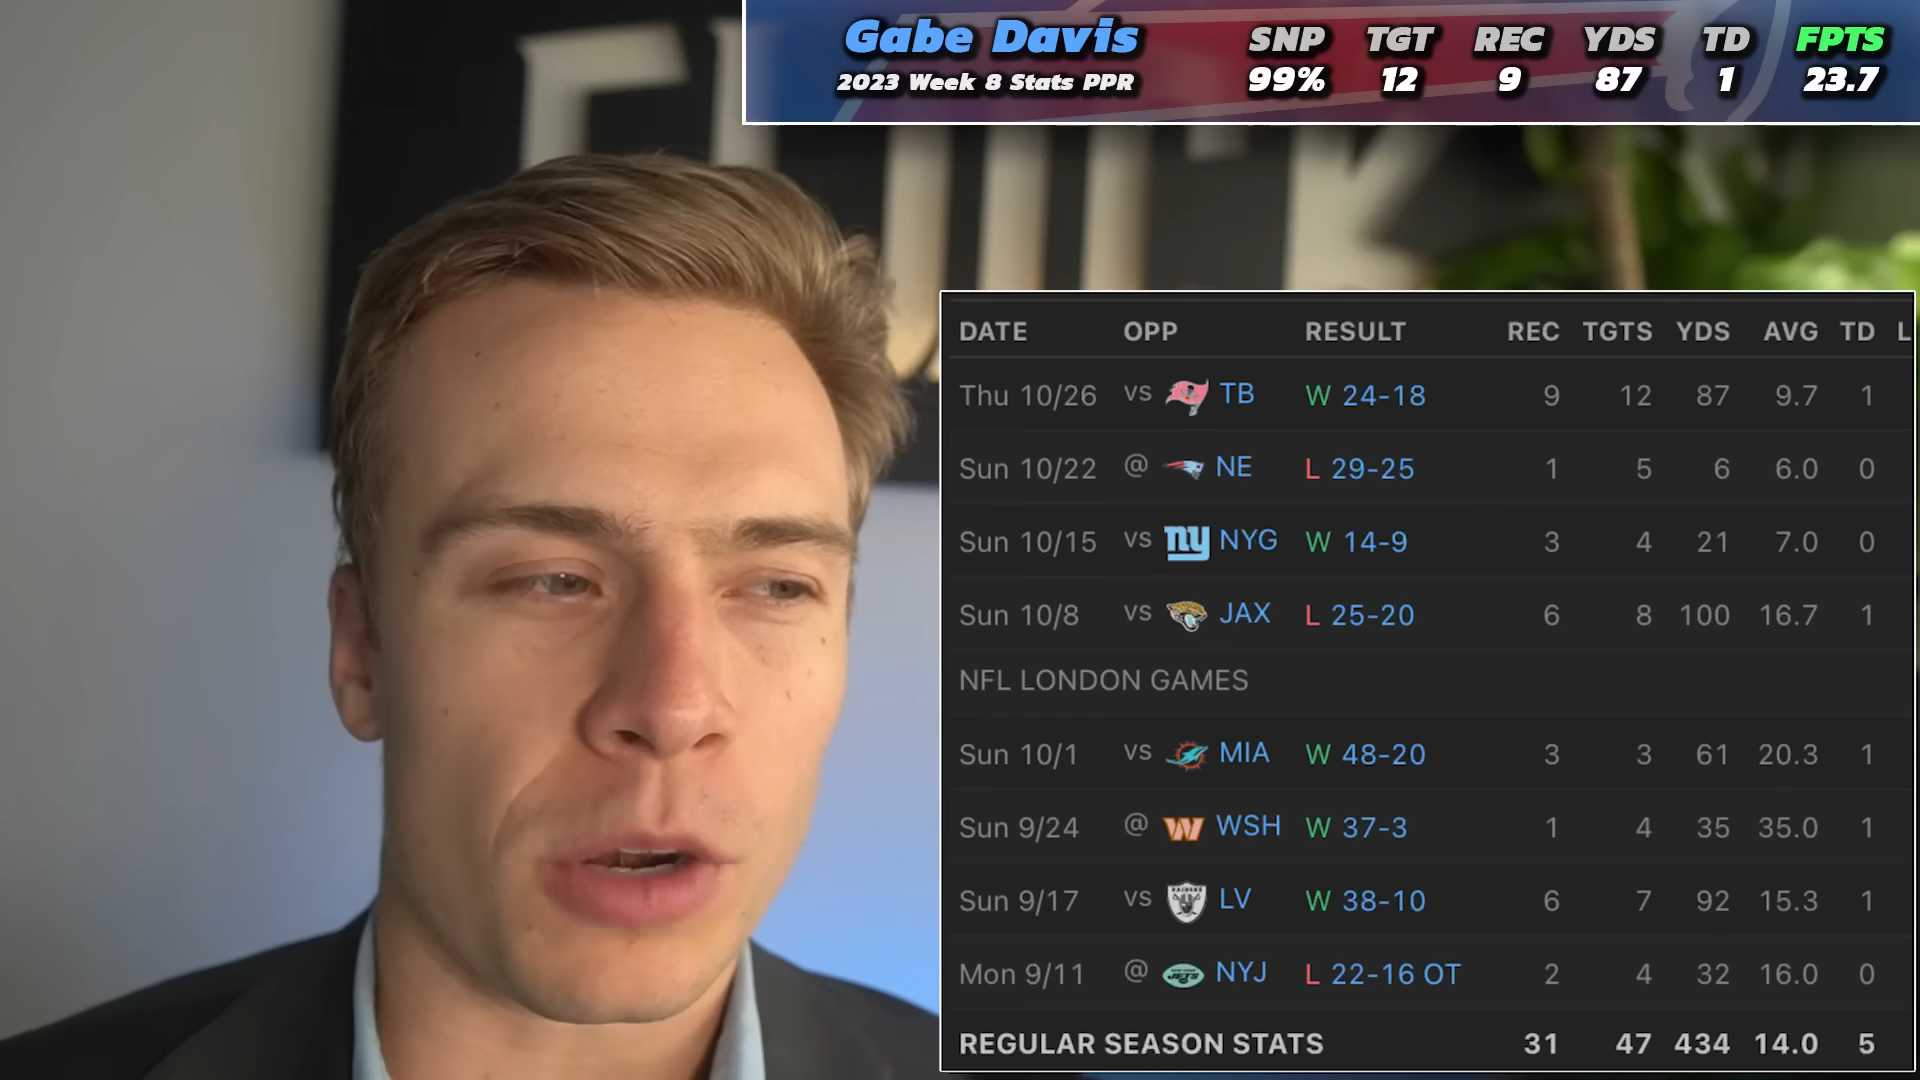 Gabe Davis SNP TGT REC YDS TD FPTS
2023 Week 8 Stats PPR 99% 12 9 87 1 23.7
DATE OPP RESULT REC TGTS YDS AVG TD L
Thu 10/26 vs TB W 24-18 9 12 87 9.7 1
Sun 10/22 @ NE L 29-25 1 5 6 6.0 0
Sun 10/15 vs ny NYG W 14-9 3 4 21 7.0 0
Sun 10/8 vs JAX L 25-20 6 8 100 16.7 1
NFL LONDON GAMES
Sun 10/1 vs MIA W 48-20 3 3 61 20.3 1
Sun 9/24 @ W WSH W 37-3 1 4 35 35.0 1
Sun 9/17 vs RAIDERS LV W 38-10 6 7 92 15.3 1
Mon 9/11 @ JETS NYJ L 22-16 OT 2 4 32 16.0 0
REGULAR SEASON STATS 31 47 434 14.0 5